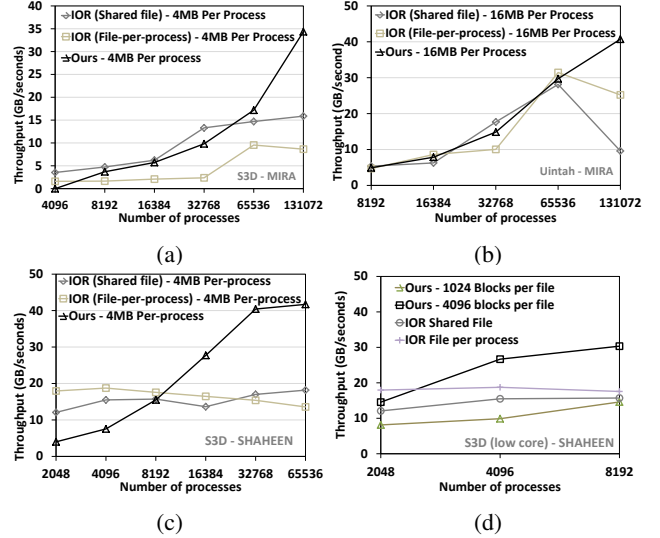 IOR (Shared file) - 4MB Per Process
IOR (File-per-process) - 4MB Per Process
Ours - 4MB Per process
Throughput (GB/seconds)
40
35
30
25
20
15
10
5
0
S3D - MIRA
4096 8192 16384 32768 65536 131072
Number of processes
(a)
IOR (Shared file) - 16MB Per Process
IOR (File-per-process) - 16MB Per Process
Ours - 16MB Per Process
Throughput (GB/seconds)
50
40
30
20
10
0
Uintah - MIRA
8192 16384 32768 65536 131072
Number of processes
(b)
IOR (Shared file) - 4MB Per-process
IOR (File-per-process) - 4MB Per-process
Ours - 4MB Per-process
Throughput (GB/seconds)
50
40
30
20
10
0
S3D - SHAHEEN
2048 4096 8192 16384 32768 65536
Number of processes
(c)
Ours - 1024 Blocks per file
Ours - 4096 blocks per file
IOR Shared File
IOR File per process
Throughput (GB/seconds)
50
40
30
20
10
0
S3D (low core) - SHAHEEN
2048 4096 8192
Number of processes
(d)